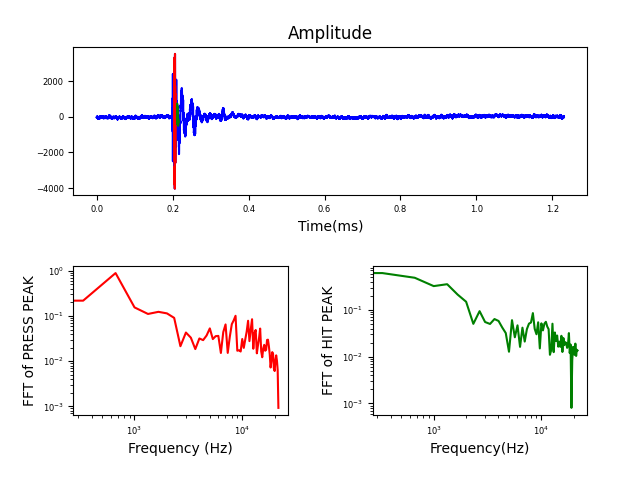 Amplitude
2000
0
−2000
−4000
0.0 0.2 0.4 0.6 0.8 1.0 1.2
Time(ms)
FFT of PRESS PEAK
10⁰
10⁻¹
10⁻²
10⁻³
10³ 10⁴
Frequency (Hz)
FFT of HIT PEAK
10⁻¹
10⁻²
10⁻³
10³ 10⁴
Frequency(Hz)